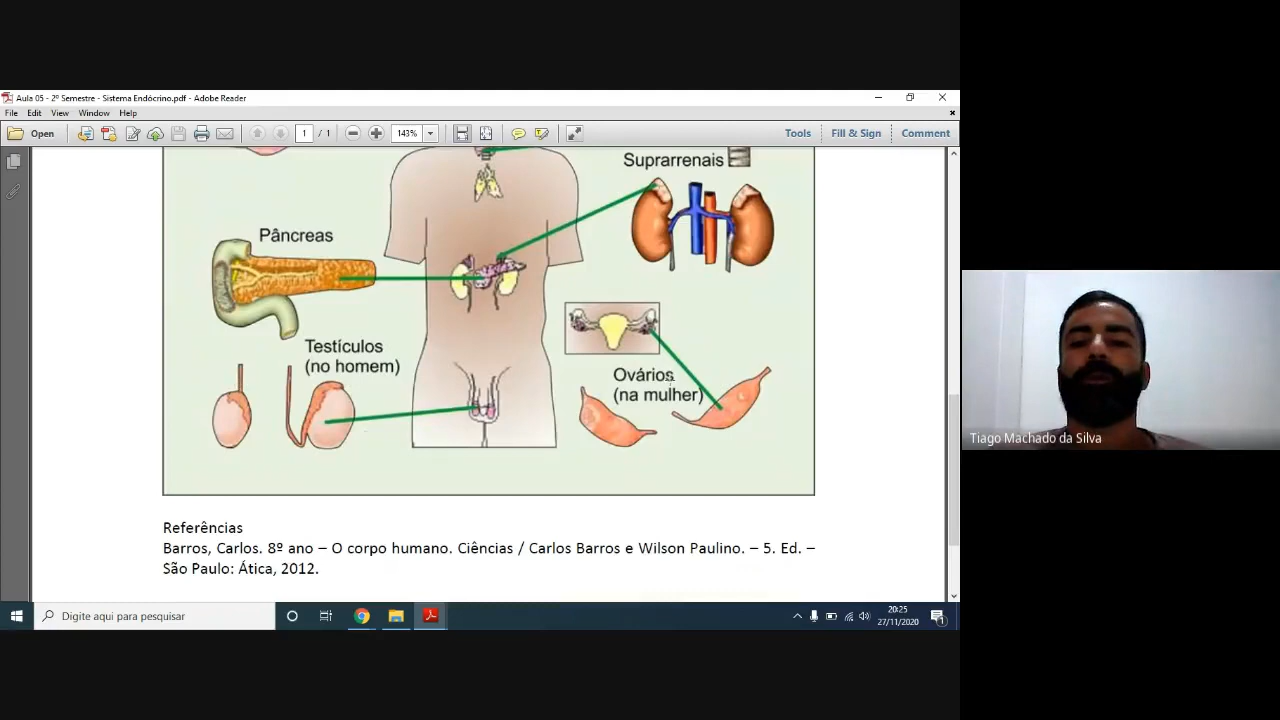 Aula 05 - 2º Semestre - Sistema Endócrino.pdf - Adobe Reader
File Edit View Window Help
Open 1 / 1 143% Tools Fill & Sign Comment
Suprarrenais
Pâncreas
Testículos
(no homem)
Ovários
(na mulher)
Tiago Machado da Silva
Referências
Barros, Carlos. 8º ano – O corpo humano. Ciências / Carlos Barros e Wilson Paulino. – 5. Ed. –
São Paulo: Ática, 2012.
Digite aqui para pesquisar
20:25
27/11/2020
1